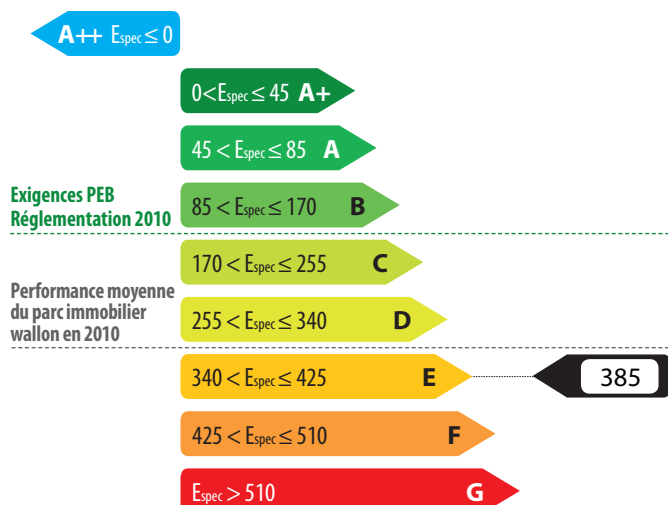 A++ Espec ≤ 0
0<Espec ≤ 45 A+
45 < Espec ≤ 85 A
Exigences PEB
Réglementation 2010
85 < Espec ≤ 170 B
170 < Espec ≤ 255 C
Performance moyenne
du parc immobilier
wallon en 2010
255 < Espec ≤ 340 D
340 < Espec ≤ 425 E
385
425 < Espec ≤ 510 F
Espec > 510 G